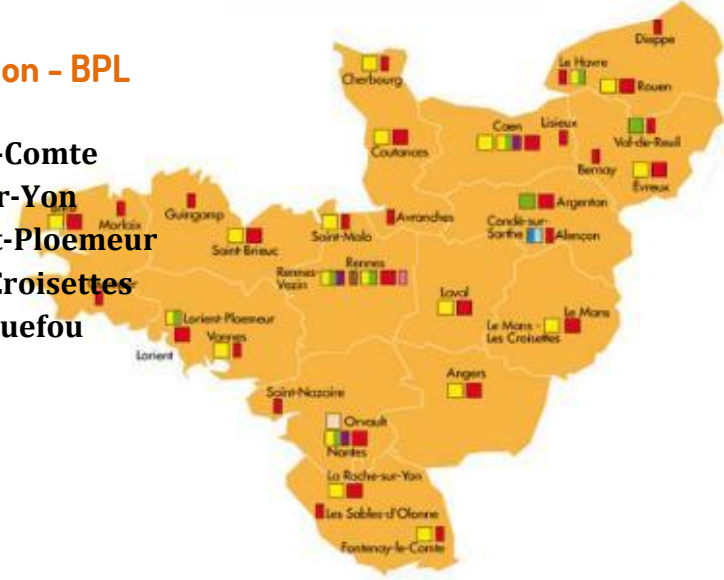 on - BPL
-Comte
r-Yon
t-Ploemeur
Croisettes
uefou
Dieppe
Le Havre
Cherbourg
Rouen
Caen
Lisieux
Coutances
Val-de-Reuil
Bernay
Évreux
Argentan
Guingamp
Morlaix
Avranches
Condé-sur-
Sarthe
Alençon
Saint-Brieuc
Saint-Malo
Rennes
Rennes-
Vezin
Laval
Le Mans
Le Mans -
Les Croisettes
Lorient-Ploemeur
Lorient
Vannes
Angers
Saint-Nazaire
Orvault
Nantes
La Roche-sur-Yon
Les Sables-d'Olonne
Fontenay-le-Comte